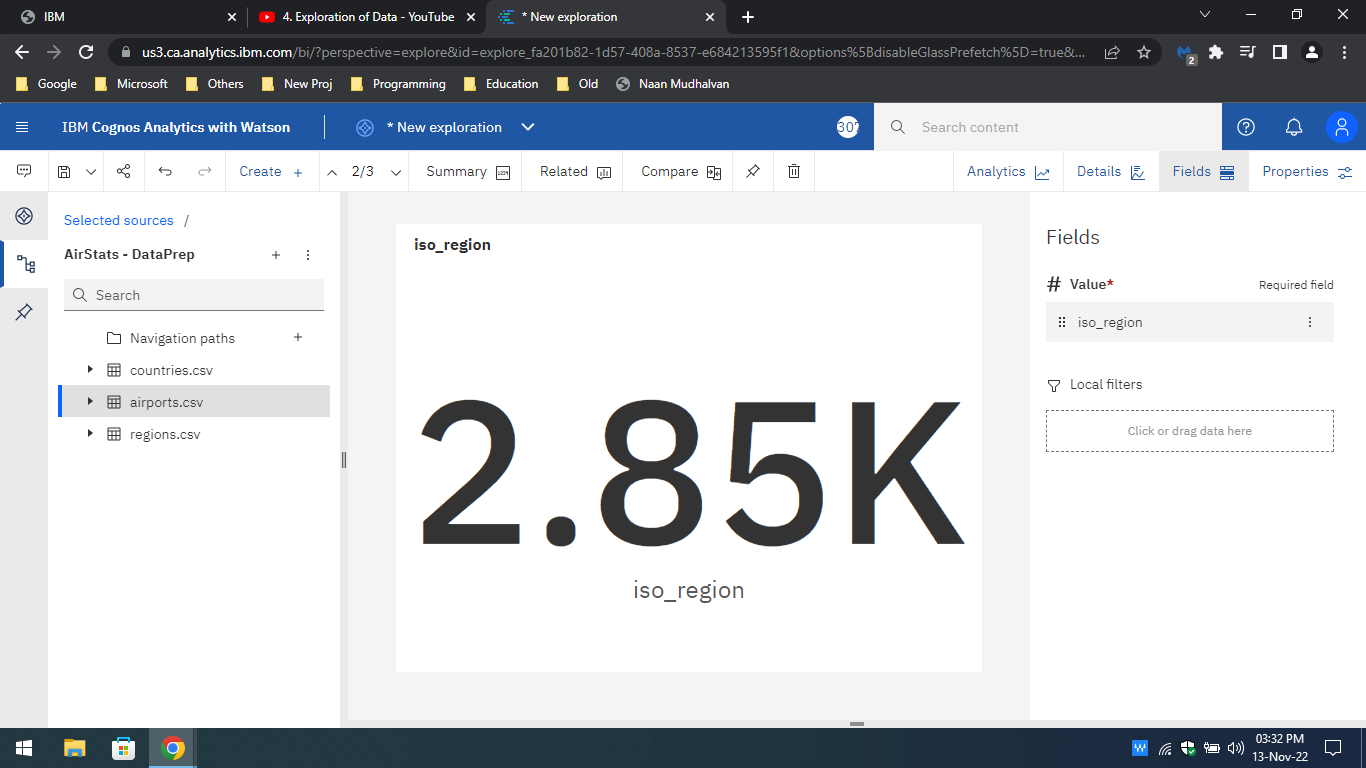 IBM
4. Exploration of Data - YouTube
* New exploration
us3.ca.analytics.ibm.com/bi/?perspective=explore&id=explore_fa201b82-1d57-408a-8537-e684213595f1&options%5BdisableGlassPrefetch%5D=true&...
2
Google
Microsoft
Others
New Proj
Programming
Education
Old
Naan Mudhalvan
IBM Cognos Analytics with Watson
* New exploration
307
Search content
Create +
2/3
Summary
Related
Compare
Analytics
Details
Fields
Properties
Selected sources /
AirStats - DataPrep
Search
Navigation paths
countries.csv
airports.csv
regions.csv
iso_region
2.85K
iso_region
Fields
# Value*
Required field
iso_region
Local filters
Click or drag data here
W
03:32 PM
13-Nov-22